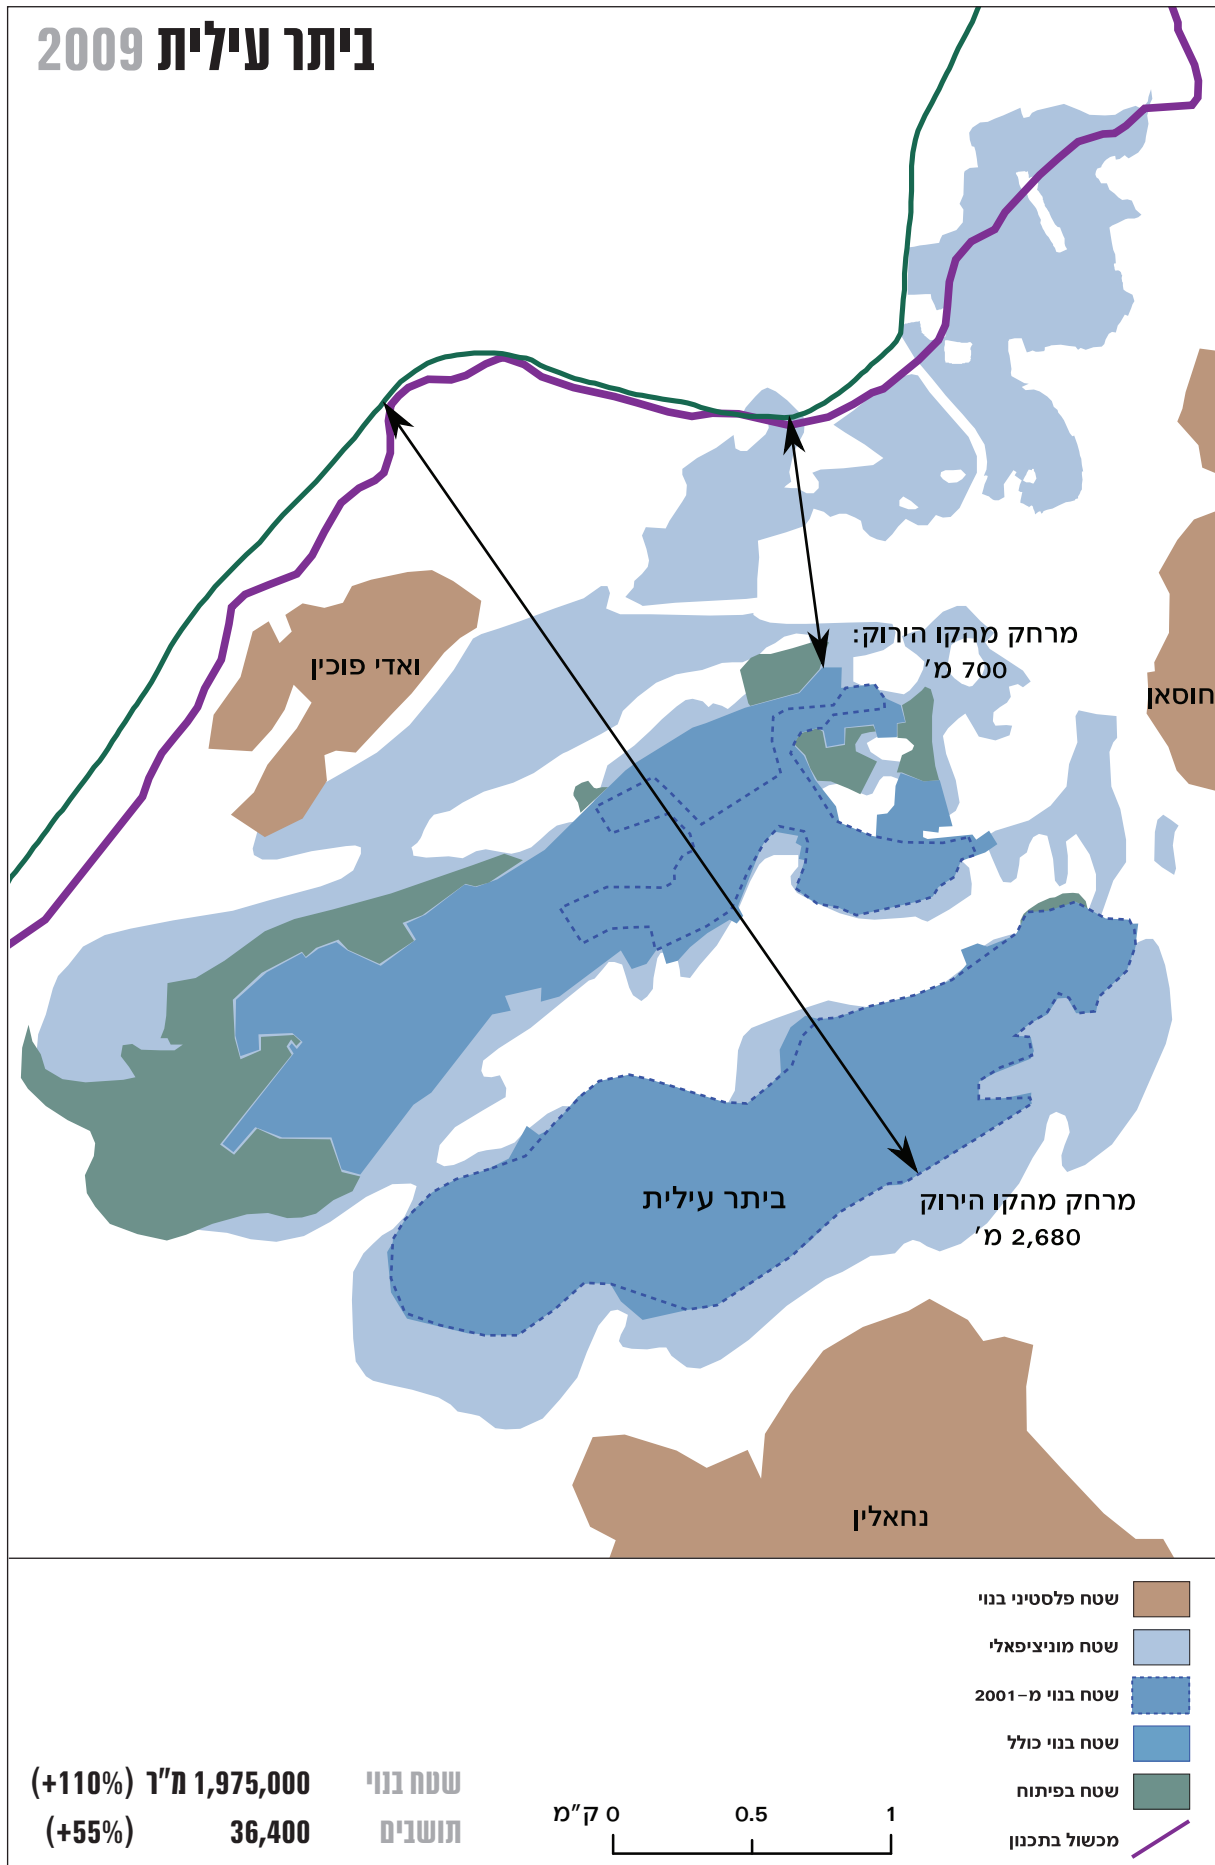 ביתר עילית 2009
מרחק מהקו הירוק:
700 מ'
ואדי פוכין
חוסאן
ביתר עילית
מרחק מהקו הירוק
2,680 מ'
נחאלין
שטח פלסטיני בנוי
שטח מוניציפאלי
שטח בנוי מ-2001
שטח בנוי כולל
שטח בפיתוח
מכשול בתכנון
שטח בנוי 1,975,000 מ"ר (+110%)
תושבים 36,400 (+55%)
ק"מ 0 0.5 1